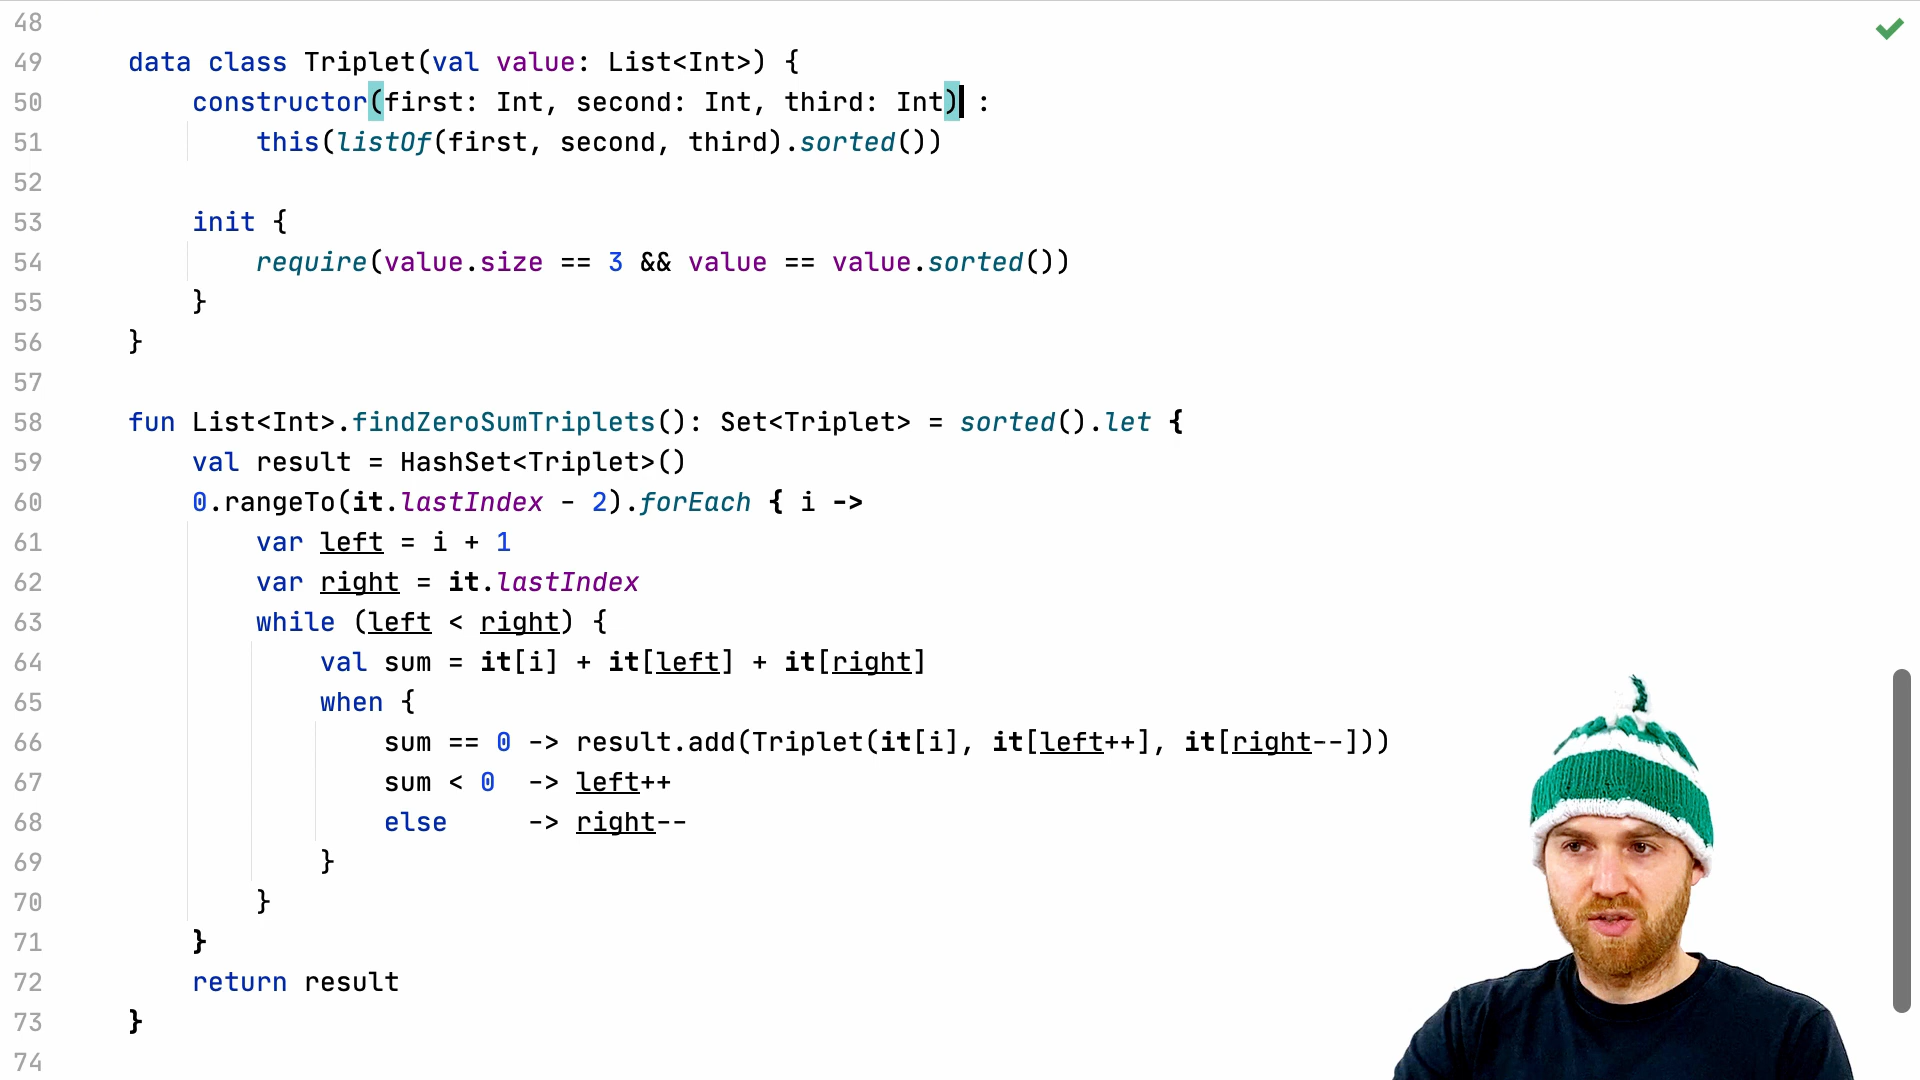 48
49 data class Triplet(val value: List<Int>) {
50 constructor(first: Int, second: Int, third: Int) :
51 this(listOf(first, second, third).sorted())
52
53 init {
54 require(value.size == 3 && value == value.sorted())
55 }
56 }
57
58 fun List<Int>.findZeroSumTriplets(): Set<Triplet> = sorted().let {
59 val result = HashSet<Triplet>()
60 0.rangeTo(it.lastIndex - 2).forEach { i ->
61 var left = i + 1
62 var right = it.lastIndex
63 while (left < right) {
64 val sum = it[i] + it[left] + it[right]
65 when {
66 sum == 0 -> result.add(Triplet(it[i], it[left++], it[right--]))
67 sum < 0 -> left++
68 else -> right--
69 }
70 }
71 }
72 return result
73 }
74